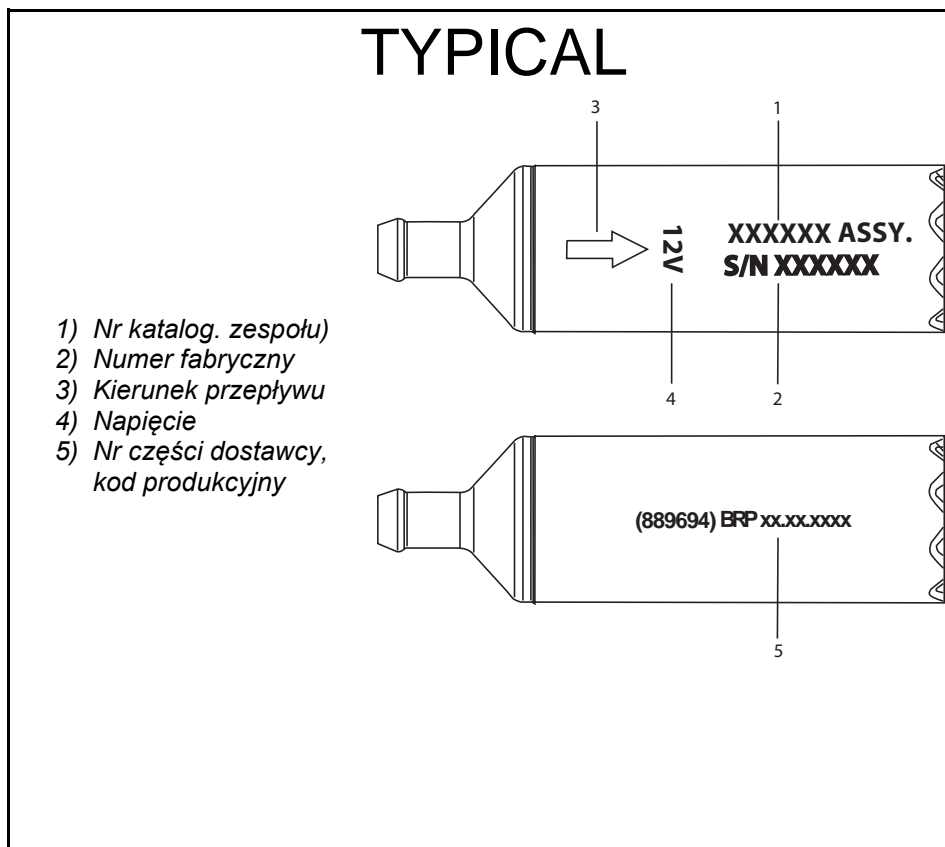 TYPICAL
3
1
12V
XXXXXX ASSY.
S/N XXXXXX
4
2
1) Nr katalog. zespołu)
2) Numer fabryczny
3) Kierunek przepływu
4) Napięcie
5) Nr części dostawcy,
kod produkcyjny
(889694) BRP xx.xx.xxxx
5